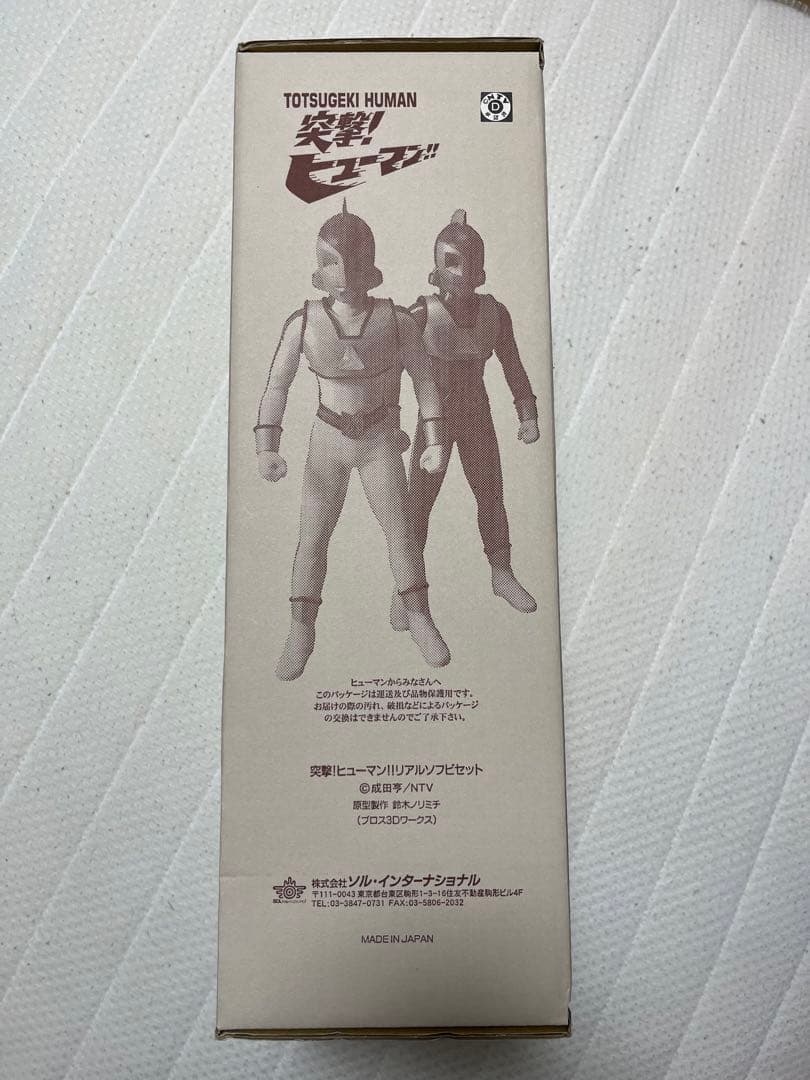 TOTSUGEKI HUMAN
突撃!
ヒューマン!!
NTV
D
ヒューマンからみなさんへ
このパッケージは運送及び品物保護用です。
お届けの際の汚れ、破損などによるパッケージ
の交換はできませんのでご了承下さい。
突撃!ヒューマン!!リアルソフビセット
©成田亨/NTV
原型製作 鈴木ノリミチ
(ブロス3Dワークス)
株式会社ソル・インターナショナル
〒111-0043 東京都台東区駒形1-3-16住友不動産駒形ビル4F
TEL:03-3847-0731 FAX:03-5806-2032
MADE IN JAPAN